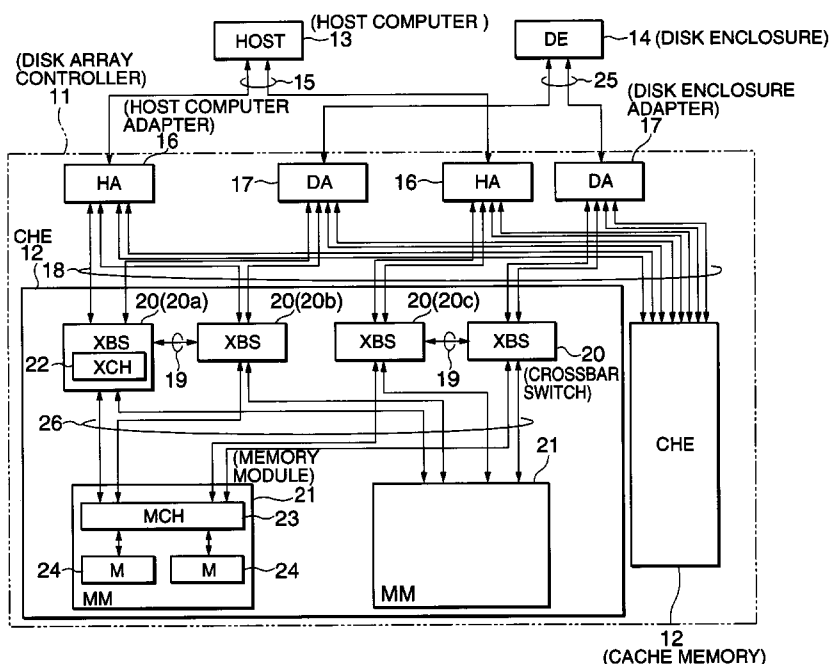 (HOST COMPUTER )
HOST
13
DE
14 (DISK ENCLOSURE)
(DISK ARRAY
CONTROLLER)
11
15
25
(HOST COMPUTER
ADAPTER)
16
(DISK ENCLOSURE
ADAPTER)
17
HA
17
DA
16
HA
DA
CHE
12
18
20(20a)
20(20b)
20(20c)
XBS
XBS
XBS
XBS
22
XCH
19
19
20
(CROSSBAR
SWITCH)
26
CHE
(MEMORY
MODULE)
21
21
MCH
23
24
M
M
24
MM
MM
12
(CACHE MEMORY)